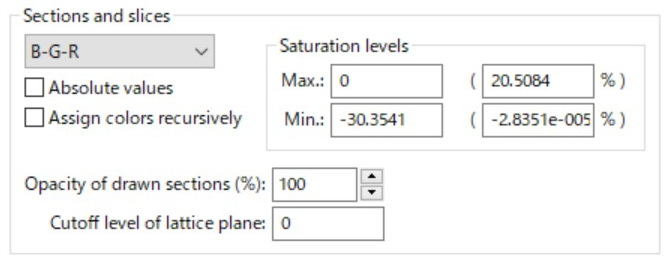 Sections and slices
B-G-R
Saturation levels
Absolute values
Max.: 0 ( 20.5084 % )
Assign colors recursively
Min.: -30.3541 ( -2.8351e-005 % )
Opacity of drawn sections (%): 100
Cutoff level of lattice plane: 0